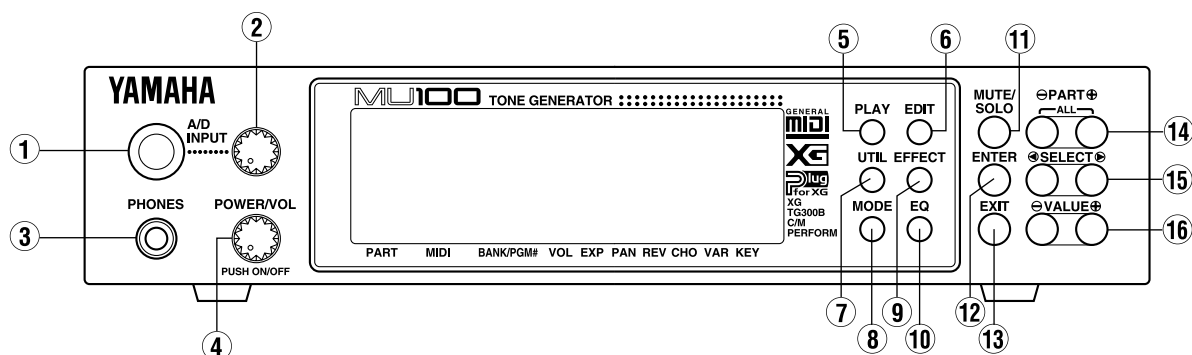 ② ⑤ ⑥ ⑪
YAMAHA
MU100 TONE GENERATOR
A/D INPUT
①
PHONES
③
POWER/VOL
PUSH ON/OFF
④
PART MIDI BANK/PGM# VOL EXP PAN REV CHO VAR KEY
GENERAL
MIDI
XG
Plug
for XG
XG
TG300B
C/M
PERFORM
PLAY EDIT
UTIL EFFECT
MODE EQ
MUTE/
SOLO
ENTER
EXIT
⊖PART⊕
ALL
◀SELECT▶
⊖VALUE⊕
⑭
⑮
⑯
⑦ ⑨ ⑫
⑧ ⑩ ⑬